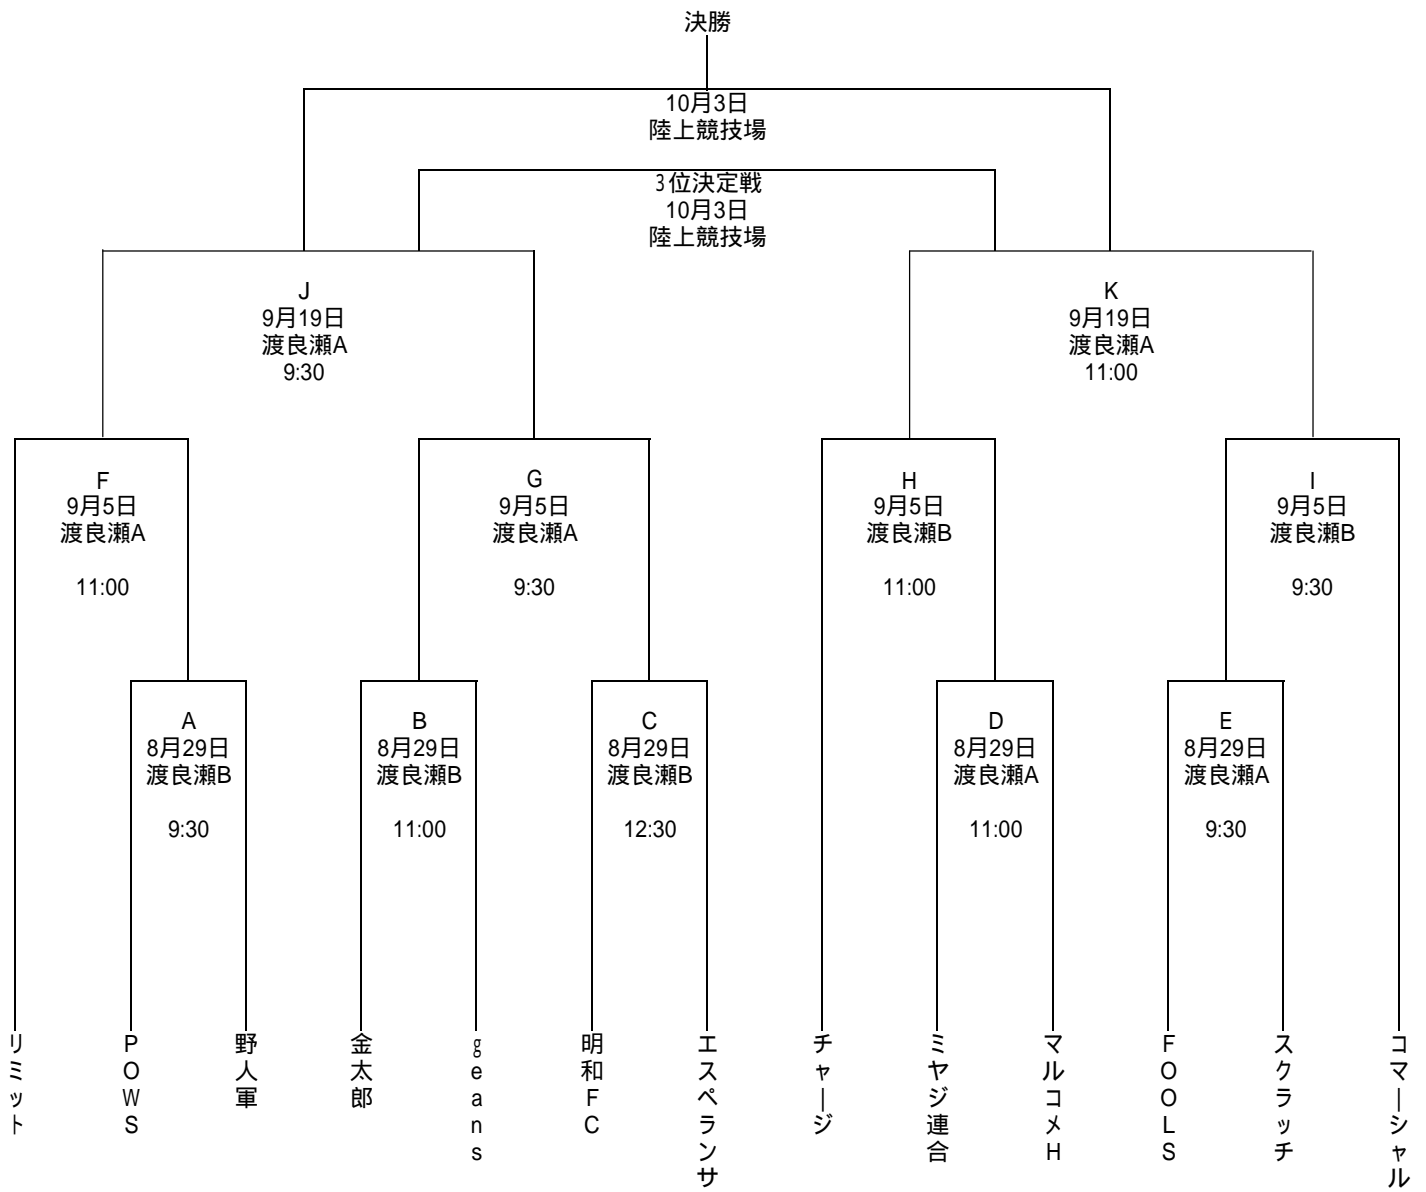 決勝
10月3日
陸上競技場
3位決定戦
10月3日
陸上競技場
J
9月19日
渡良瀬A
9:30
K
9月19日
渡良瀬A
11:00
F
9月5日
渡良瀬A
11:00
G
9月5日
渡良瀬A
9:30
H
9月5日
渡良瀬B
11:00
I
9月5日
渡良瀬B
9:30
A
8月29日
渡良瀬B
9:30
B
8月29日
渡良瀬B
11:00
C
8月29日
渡良瀬B
12:30
D
8月29日
渡良瀬A
11:00
E
8月29日
渡良瀬A
9:30
リミット
POWS
野人軍
金太郎
geans
明和FC
エスペランサ
チャージ
ミヤジ連合
マルコメH
FOOLS
スクラッチ
コマーシャル